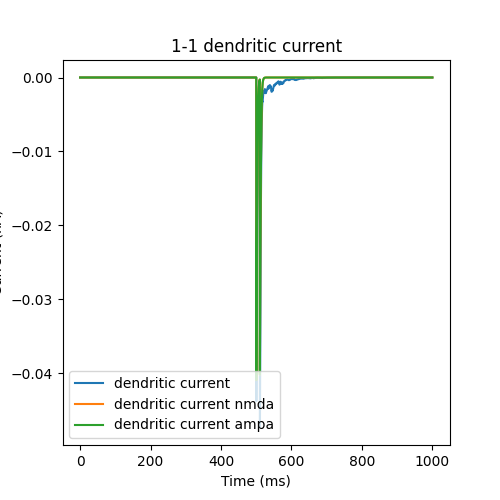 1-1 dendritic current
0.00
−0.01
−0.02
−0.03
−0.04
dendritic current
dendritic current nmda
dendritic current ampa
0
200
400
600
800
1000
Time (ms)